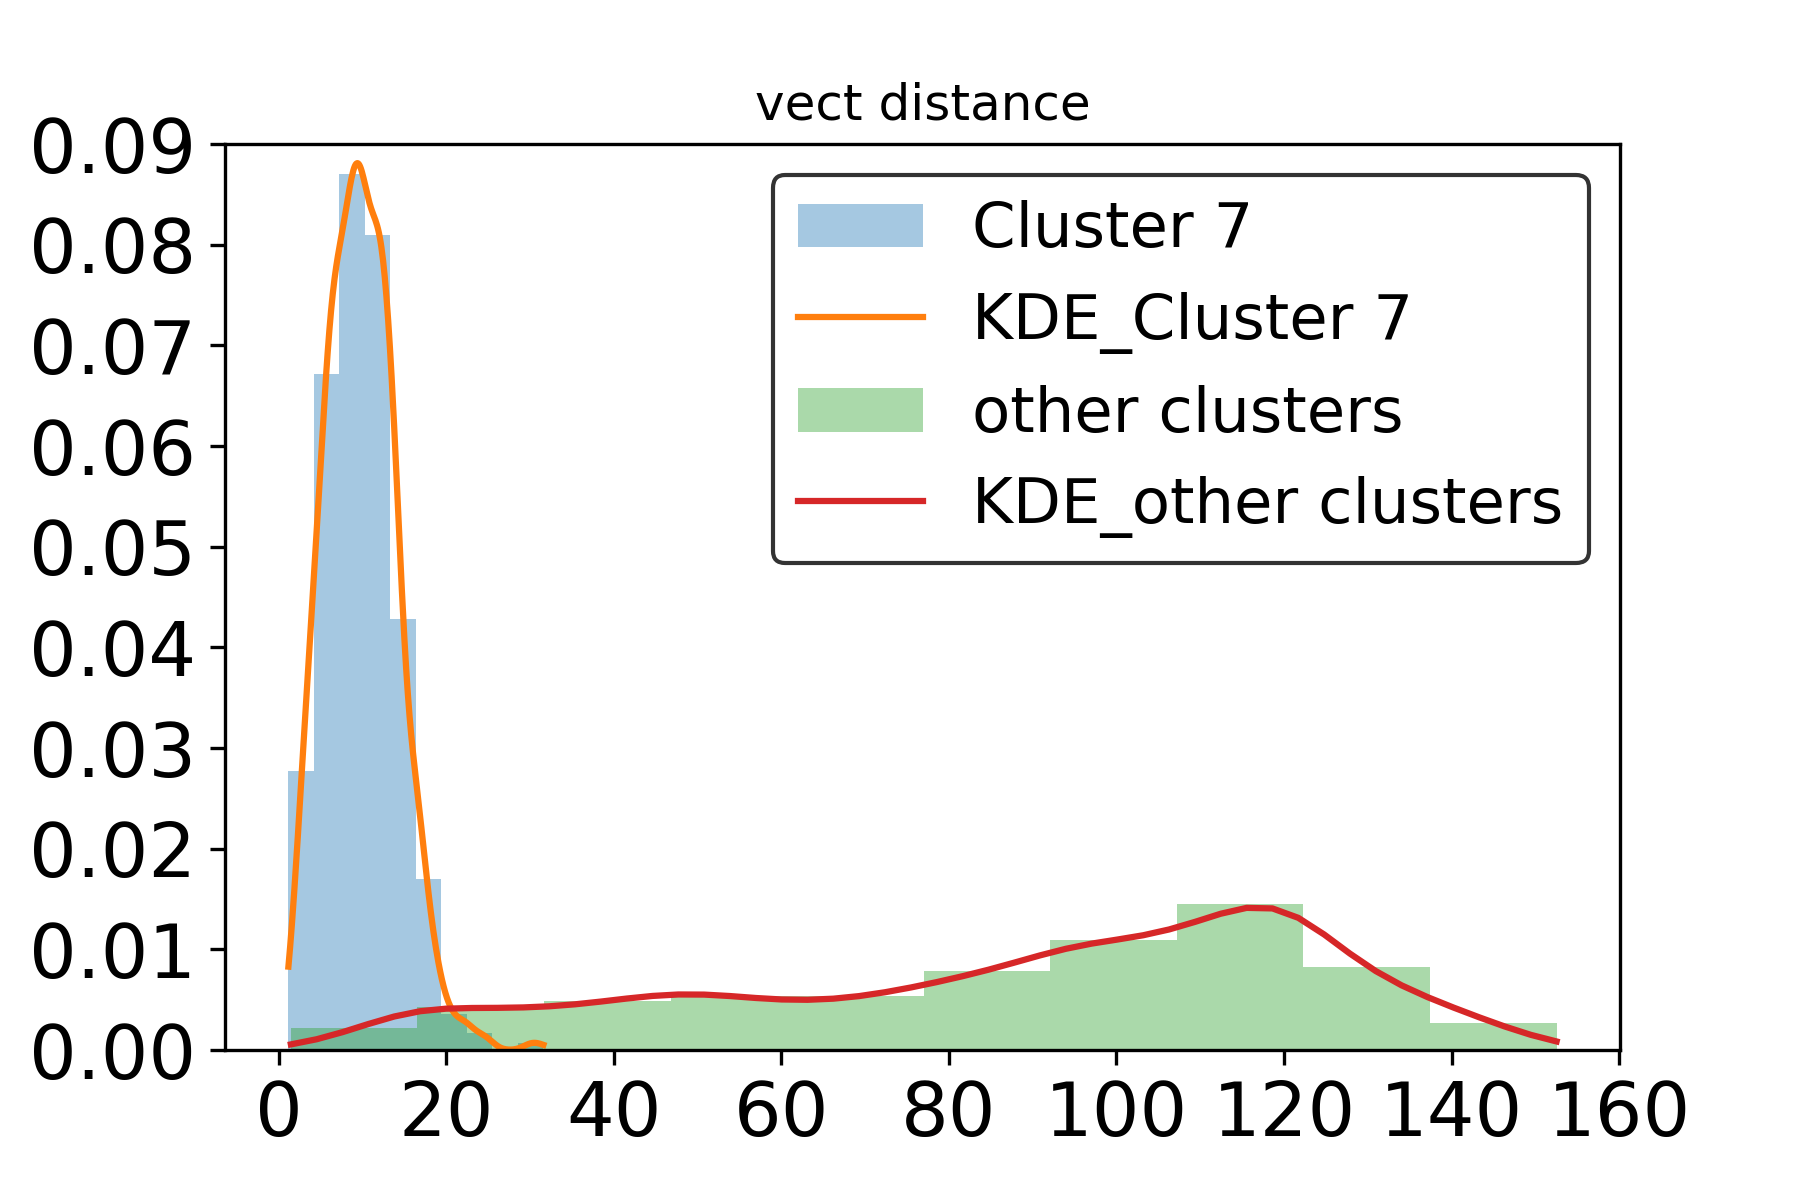 vect distance
0.09
0.08
0.07
0.06
0.05
0.04
0.03
0.02
0.01
0.00
Cluster 7
KDE_Cluster 7
other clusters
KDE_other clusters
0 20 40 60 80 100 120 140 160